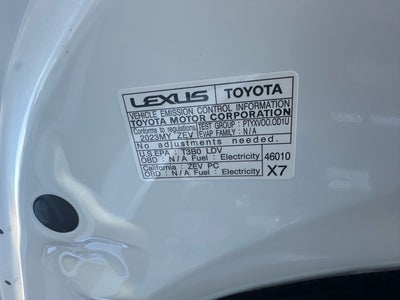 LEXUS TOYOTA
VEHICLE EMISSION CONTROL INFORMATION
TOYOTA MOTOR CORPORATION
Conforms to regulations: TEST GROUP: PTYXV00.0D1U
2023MY ZEV EVAP. FAMILY: N/A
No adjustments needed.
U.S.EPA : T3B0 LDV
OBD : N/A Fuel : Electricity 46010
California : ZEV PC
OBD : N/A Fuel : Electricity X7